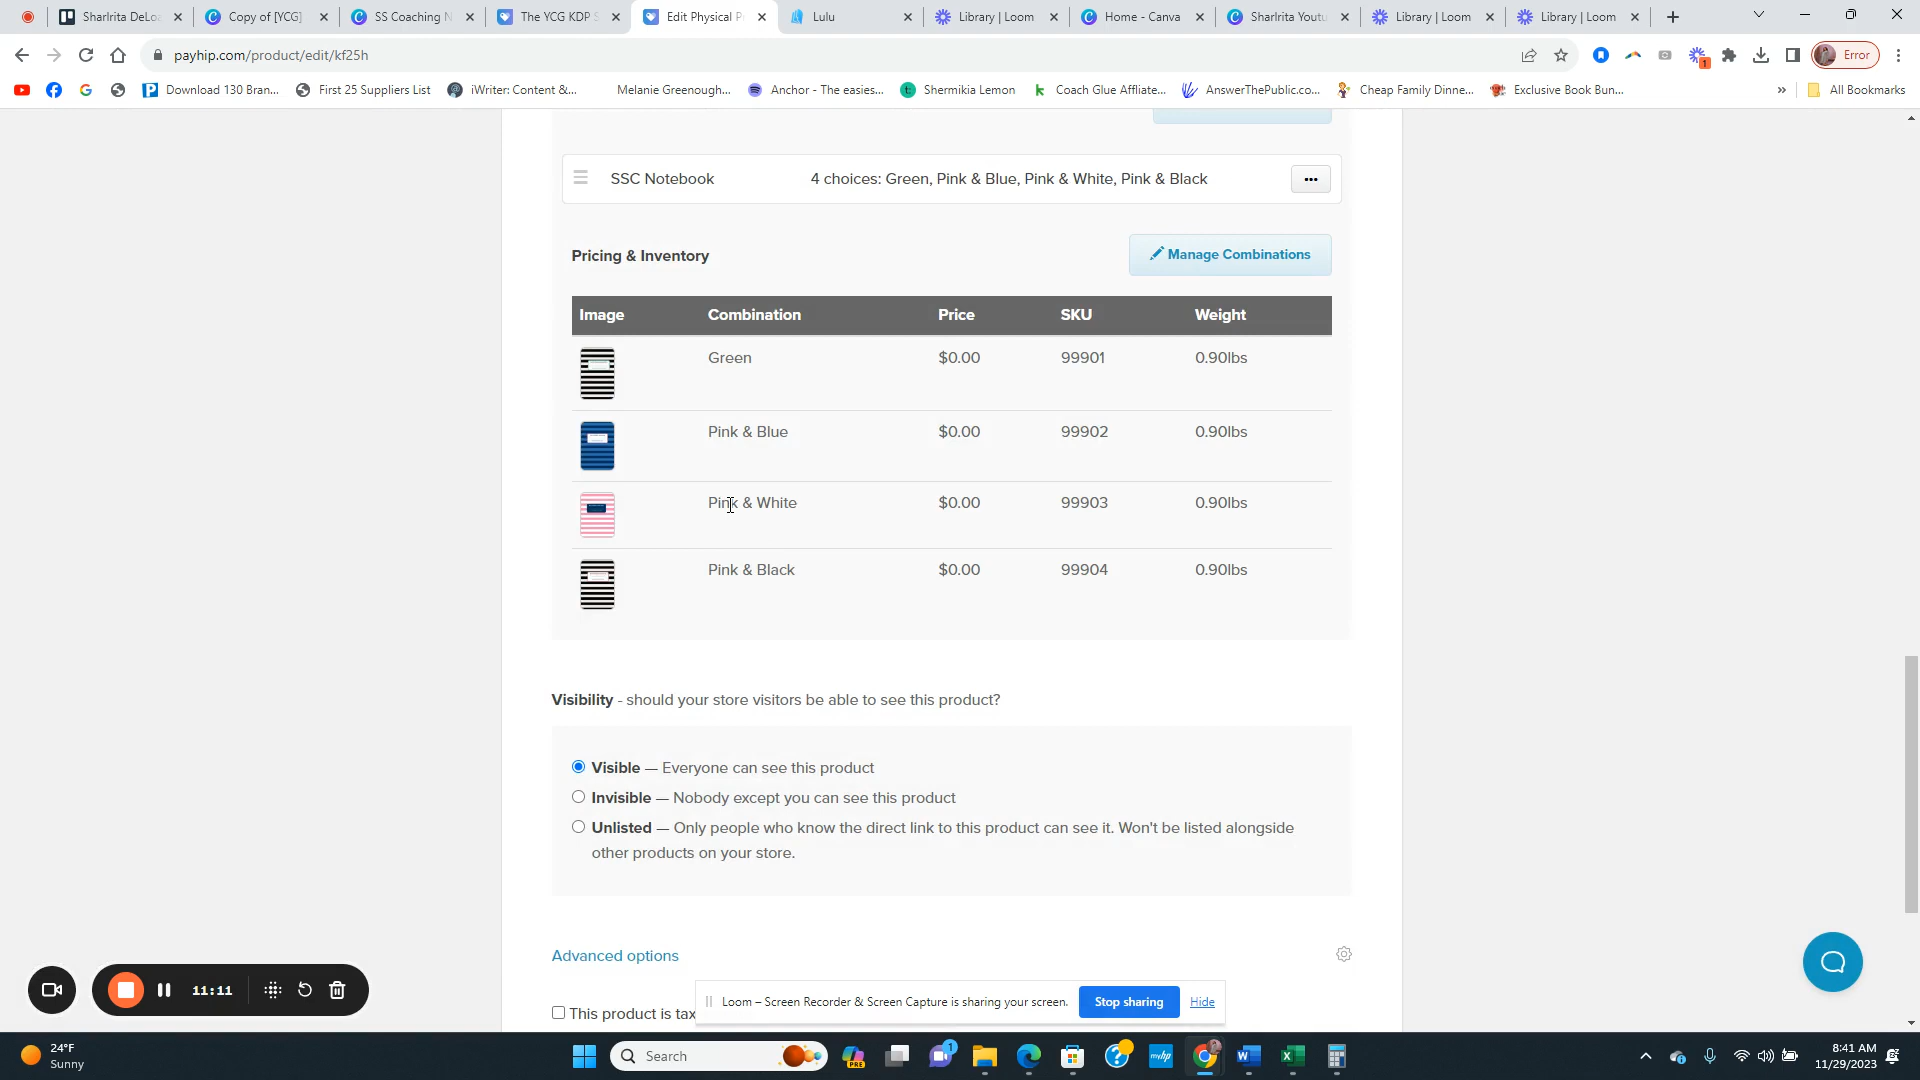 SharIrita DeLoa
Copy of [YCG]
SS Coaching N
The YCG KDP S
Edit Physical P
Lulu
Library | Loom
Home - Canva
SharIrita Youtu
Library | Loom
Library | Loom
payhip.com/product/edit/kf25h
1
Error
Download 130 Bran...
First 25 Suppliers List
iWriter: Content &...
Melanie Greenough...
Anchor - The easies...
Shermikia Lemon
Coach Glue Affliate...
AnswerThePublic.co...
Cheap Family Dinne...
Exclusive Book Bun...
»
All Bookmarks
SSC Notebook
4 choices: Green, Pink & Blue, Pink & White, Pink & Black
Pricing & Inventory
Manage Combinations
Image Combination Price SKU Weight
Green $0.00 99901 0.90lbs
Pink & Blue $0.00 99902 0.90lbs
Pink & White $0.00 99903 0.90lbs
Pink & Black $0.00 99904 0.90lbs
Visibility - should your store visitors be able to see this product?
Visible — Everyone can see this product
Invisible — Nobody except you can see this product
Unlisted — Only people who know the direct link to this product can see it. Won't be listed alongside
other products on your store.
Advanced options
11:11
Loom – Screen Recorder & Screen Capture is sharing your screen.
Stop sharing
Hide
This product is tax
24°F
Sunny
Search
PRE
1
myhp
8:41 AM
11/29/2023